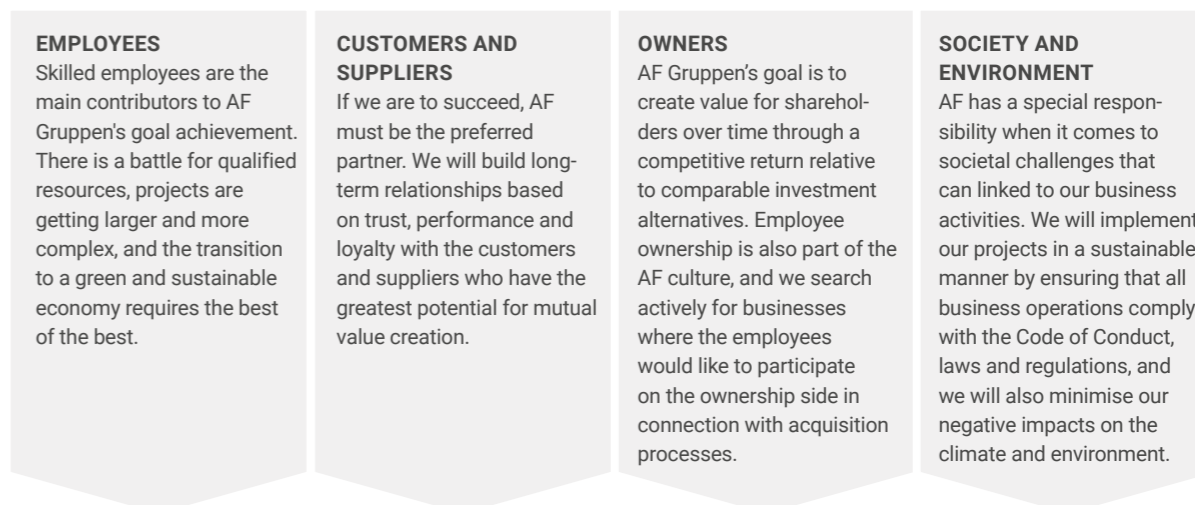 EMPLOYEES
Skilled employees are the
main contributors to AF
Gruppen's goal achievement.
There is a battle for qualified
resources, projects are
getting larger and more
complex, and the transition
to a green and sustainable
economy requires the best
of the best.
CUSTOMERS AND
SUPPLIERS
If we are to succeed, AF
must be the preferred
partner. We will build long-
term relationships based
on trust, performance and
loyalty with the customers
and suppliers who have the
greatest potential for mutual
value creation.
OWNERS
AF Gruppen’s goal is to
create value for sharehol-
ders over time through a
competitive return relative
to comparable investment
alternatives. Employee
ownership is also part of the
AF culture, and we search
actively for businesses
where the employees
would like to participate
on the ownership side in
connection with acquisition
processes.
SOCIETY AND
ENVIRONMENT
AF has a special respon-
sibility when it comes to
societal challenges that
can linked to our business
activities. We will implement
our projects in a sustainable
manner by ensuring that all
business operations comply
with the Code of Conduct,
laws and regulations, and
we will also minimise our
negative impacts on the
climate and environment.